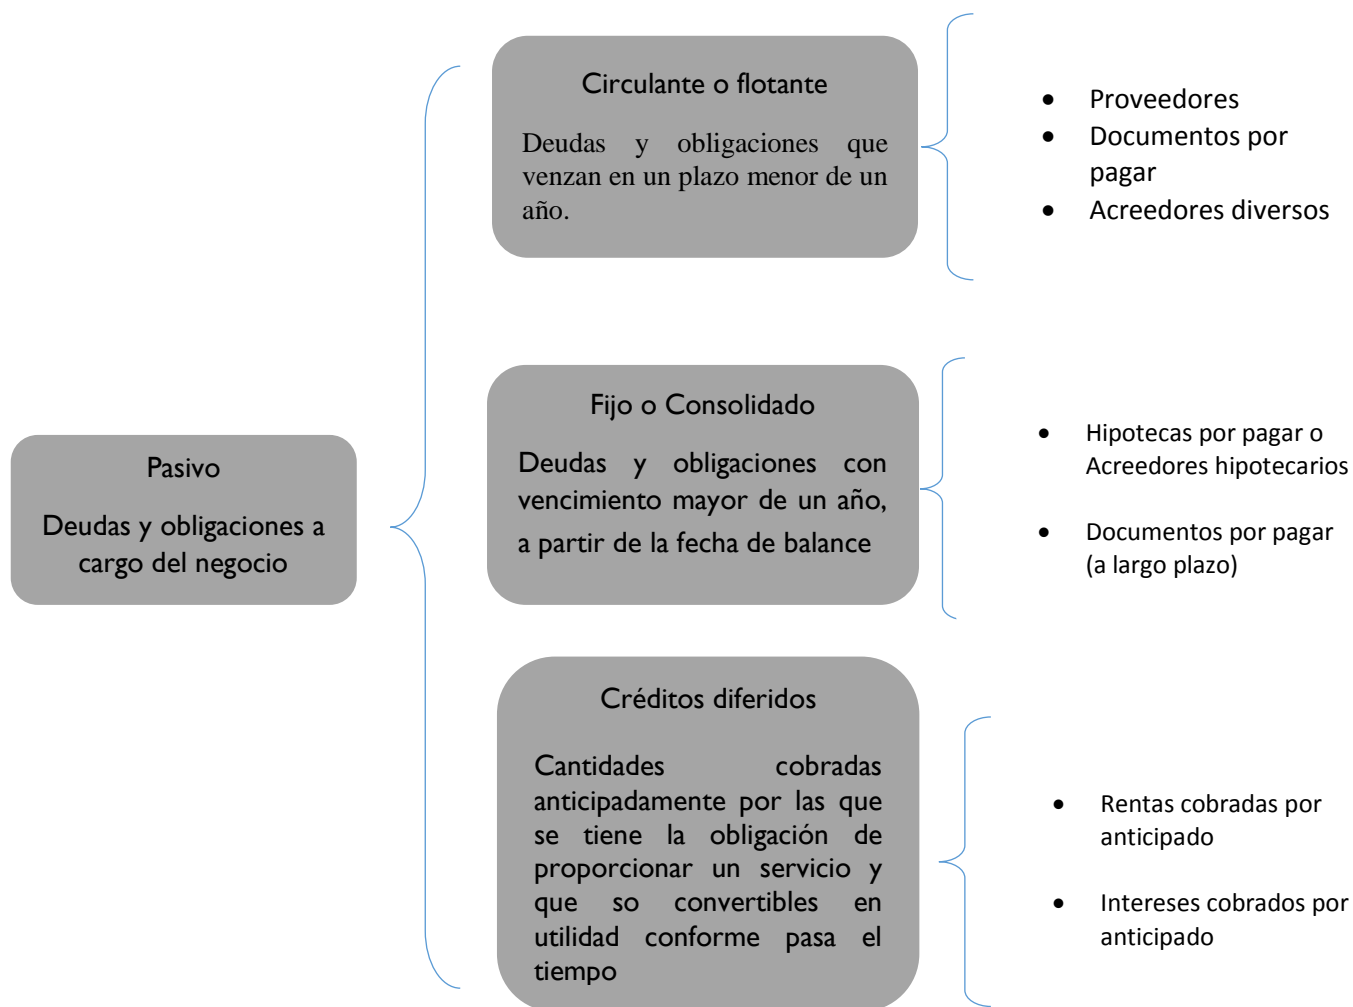 Pasivo
Deudas y obligaciones a
cargo del negocio
Circulante o flotante
Deudas y obligaciones que
venzan en un plazo menor de un
año.
• Proveedores
• Documentos por
pagar
• Acreedores diversos
Fijo o Consolidado
Deudas y obligaciones con
vencimiento mayor de un año,
a partir de la fecha de balance
• Hipotecas por pagar o
Acreedores hipotecarios
• Documentos por pagar
(a largo plazo)
Créditos diferidos
Cantidades cobradas
anticipadamente por las que
se tiene la obligación de
proporcionar un servicio y
que so convertibles en
utilidad conforme pasa el
tiempo
• Rentas cobradas por
anticipado
• Intereses cobrados por
anticipado